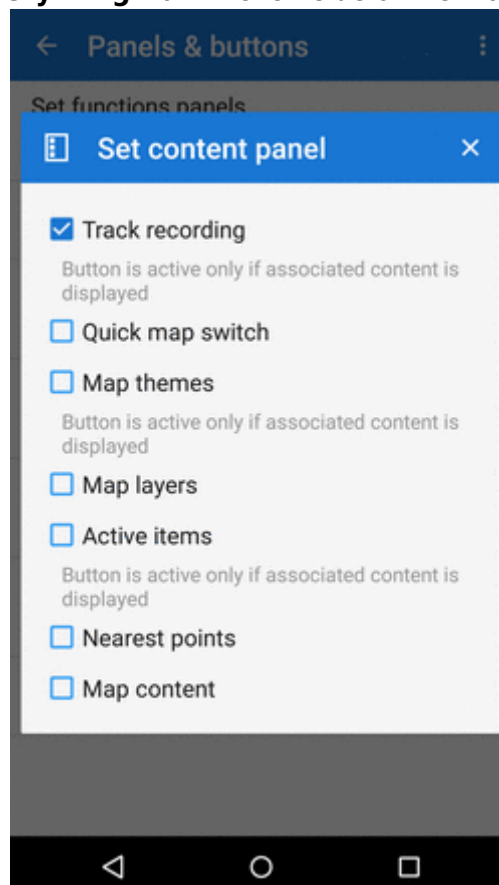 Panels & buttons
Set functions panels
Set content panel
Track recording
Button is active only if associated content is
displayed
Quick map switch
Map themes
Button is active only if associated content is
displayed
Map layers
Active items
Button is active only if associated content is
displayed
Nearest points
Map content